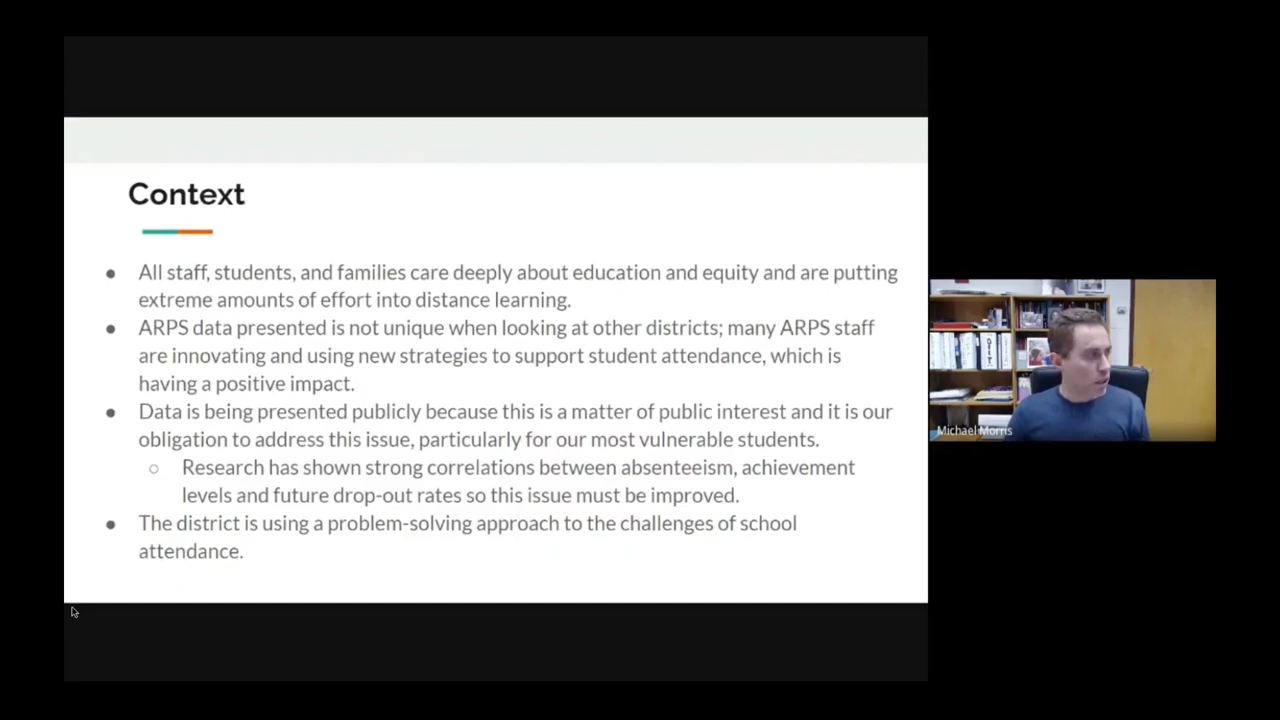 Context
● All staff, students, and families care deeply about education and equity and are putting
extreme amounts of effort into distance learning.
● ARPS data presented is not unique when looking at other districts; many ARPS staff
are innovating and using new strategies to support student attendance, which is
having a positive impact.
● Data is being presented publicly because this is a matter of public interest and it is our
obligation to address this issue, particularly for our most vulnerable students.
○ Research has shown strong correlations between absenteeism, achievement
levels and future drop-out rates so this issue must be improved.
● The district is using a problem-solving approach to the challenges of school
attendance.
Michael Morris